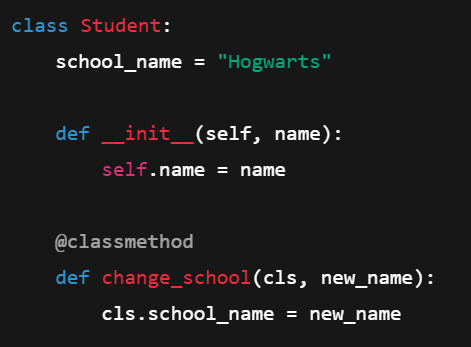 class Student:
    school_name = "Hogwarts"

    def __init__(self, name):
        self.name = name

    @classmethod
    def change_school(cls, new_name):
        cls.school_name = new_name